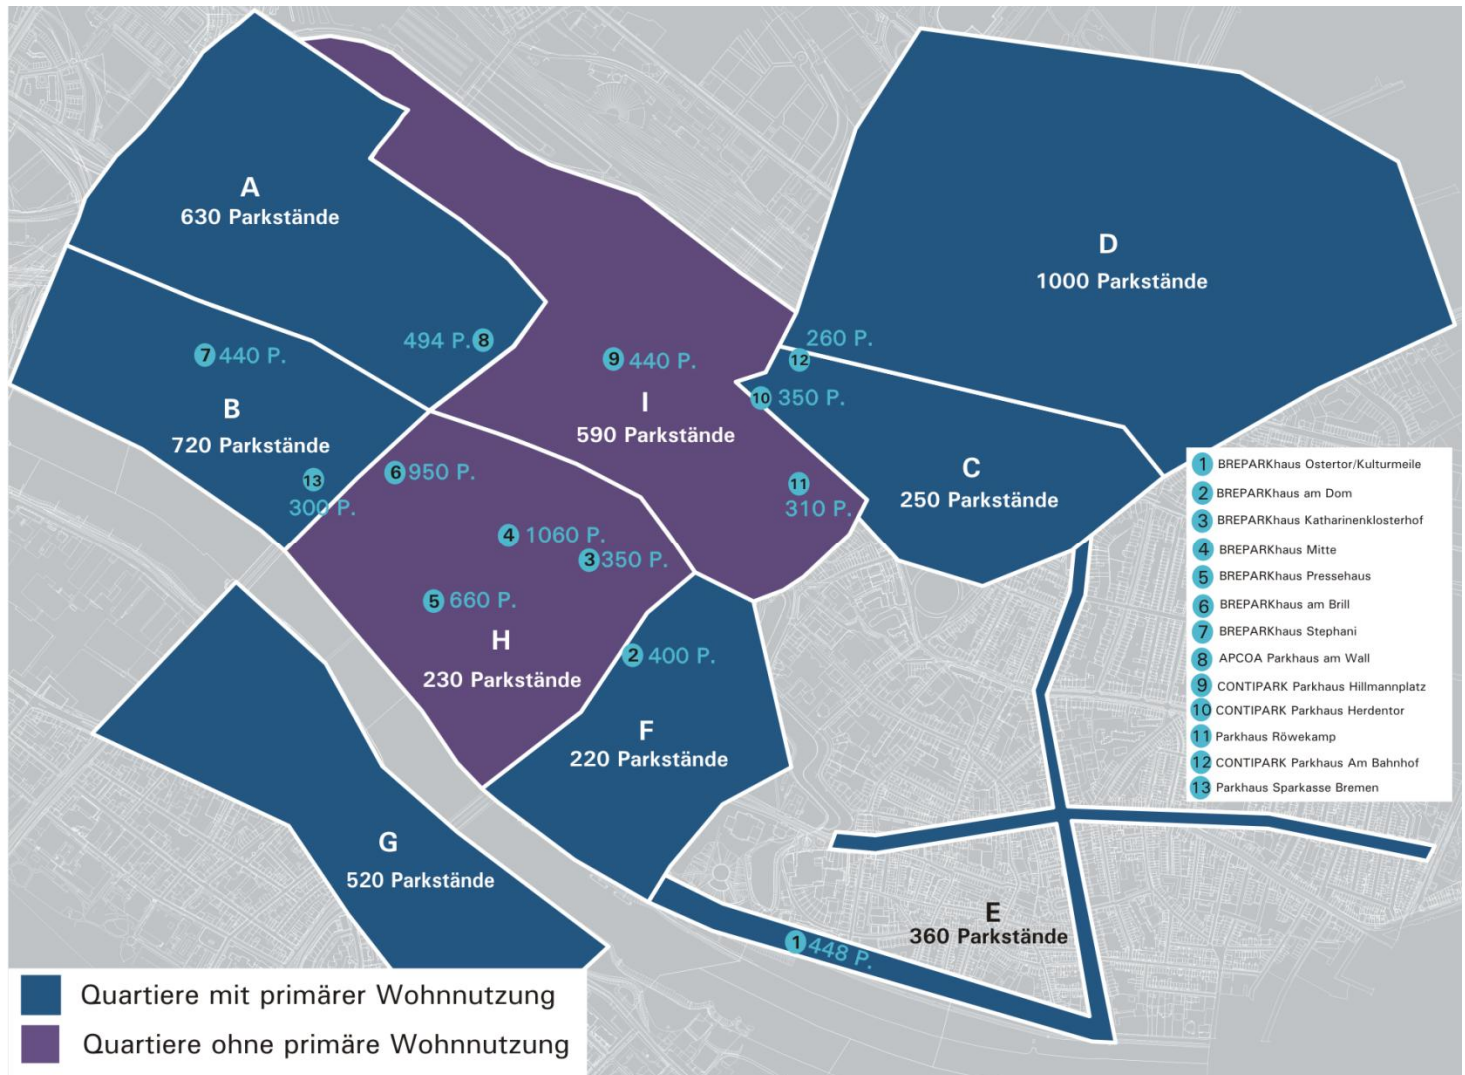 A
630 Parkstände
D
1000 Parkstände
494 P. 8
7 440 P.
9 440 P.
260 P.
12
10 350 P.
B
720 Parkstände
I
590 Parkstände
C
250 Parkstände
13
300 P.
6 950 P.
11
310 P.
4 1060 P.
3 350 P.
5 660 P.
H
230 Parkstände
2 400 P.
F
220 Parkstände
G
520 Parkstände
E
360 Parkstände
1 448 P.
1 BREPARKhaus Ostertor/Kulturmeile
2 BREPARKhaus am Dom
3 BREPARKhaus Katharinenklosterhof
4 BREPARKhaus Mitte
5 BREPARKhaus Pressehaus
6 BREPARKhaus am Brill
7 BREPARKhaus Stephani
8 APCOA Parkhaus am Wall
9 CONTIPARK Parkhaus Hillmannplatz
10 CONTIPARK Parkhaus Herdentor
11 Parkhaus Röwekamp
12 CONTIPARK Parkhaus Am Bahnhof
13 Parkhaus Sparkasse Bremen
Quartiere mit primärer Wohnnutzung
Quartiere ohne primäre Wohnnutzung